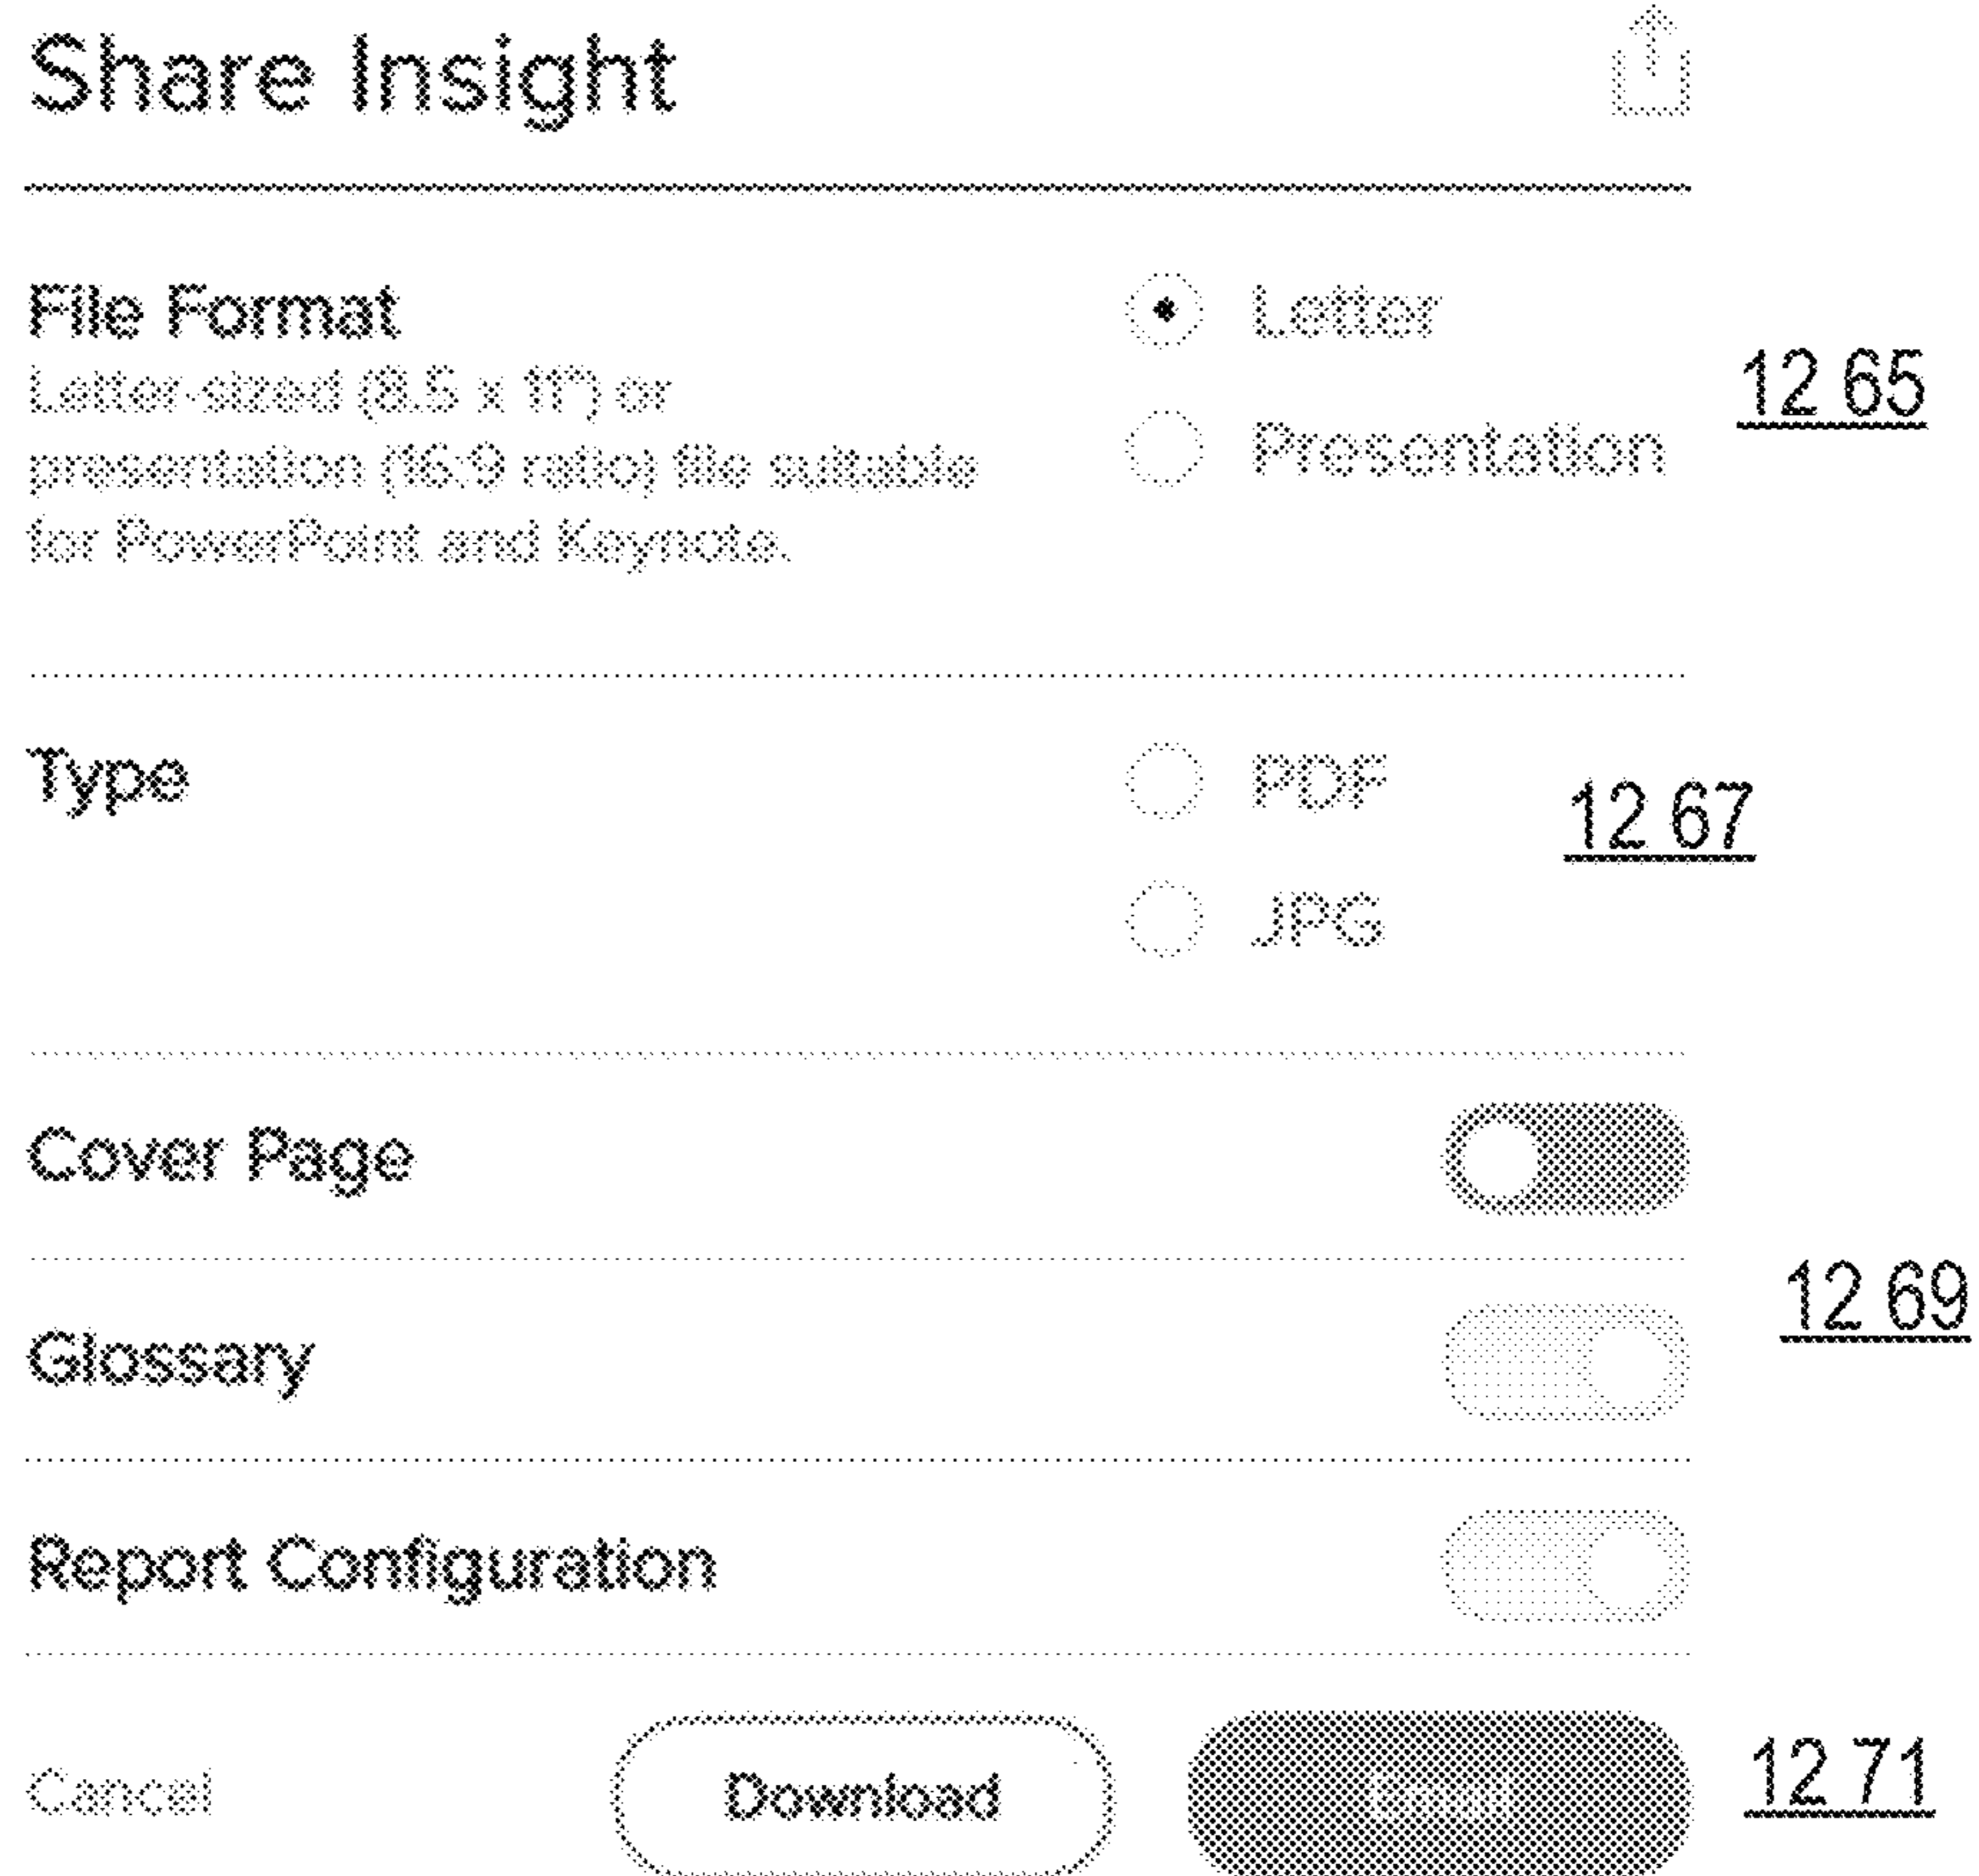 Share Insight
File Format
Letter-sized (8.5 x 11") or
presentation (16:9 ratio) file suitable
for PowerPoint and Keynote.
Letter
Presentation
12 65
Type
PDF
JPG
12 67
Cover Page
Glossary
12 69
Report Configuration
Cancel
Download
Email
12 71